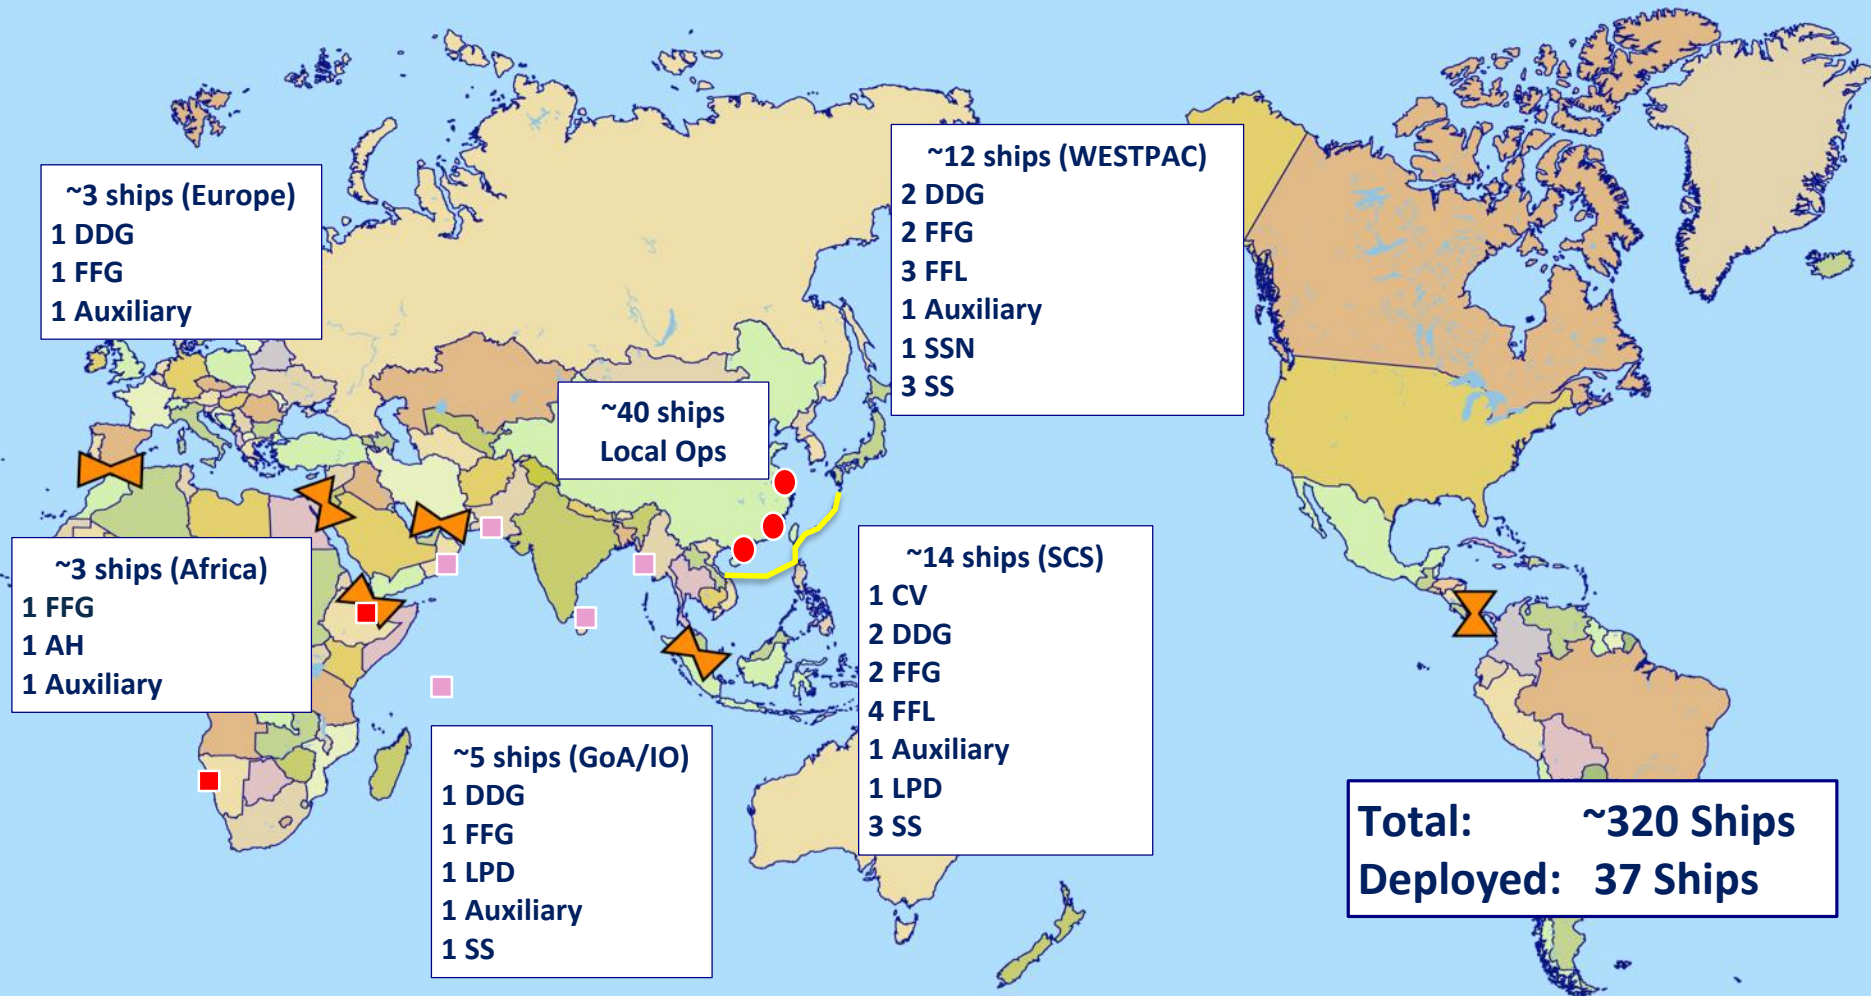 ~3 ships (Europe)
1 DDG
1 FFG
1 Auxiliary
~12 ships (WESTPAC)
2 DDG
2 FFG
3 FFL
1 Auxiliary
1 SSN
3 SS
~40 ships
Local Ops
~3 ships (Africa)
1 FFG
1 AH
1 Auxiliary
~14 ships (SCS)
1 CV
2 DDG
2 FFG
4 FFL
1 Auxiliary
1 LPD
3 SS
~5 ships (GoA/IO)
1 DDG
1 FFG
1 LPD
1 Auxiliary
1 SS
Total: ~320 Ships
Deployed: 37 Ships